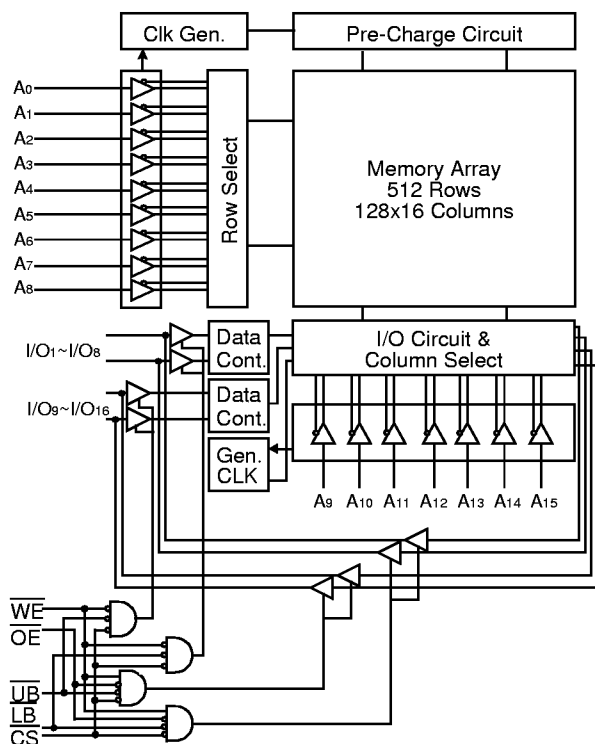 Clk Gen.
Pre-Charge Circuit
A0
A1
A2
A3
A4
A5
A6
A7
A8
Row Select
Memory Array
512 Rows
128x16 Columns
I/O1~I/O8
Data
Cont.
I/O Circuit &
Column Select
I/O9~I/O16
Data
Cont.
Gen.
CLK
A9 A10 A11 A12 A13 A14 A15
WE
OE
UB
LB
CS